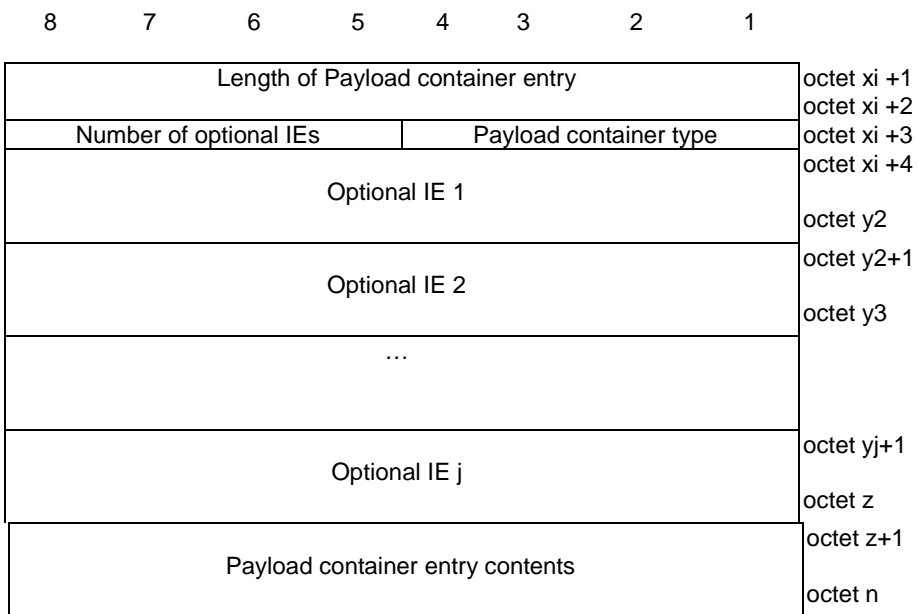 8 7 6 5 4 3 2 1
Length of Payload container entry
octet xi +1
octet xi +2
Number of optional IEs Payload container type octet xi +3
octet xi +4
Optional IE 1
octet y2
octet y2+1
Optional IE 2
octet y3
…
octet yj+1
Optional IE j
octet z
octet z+1
Payload container entry contents
octet n